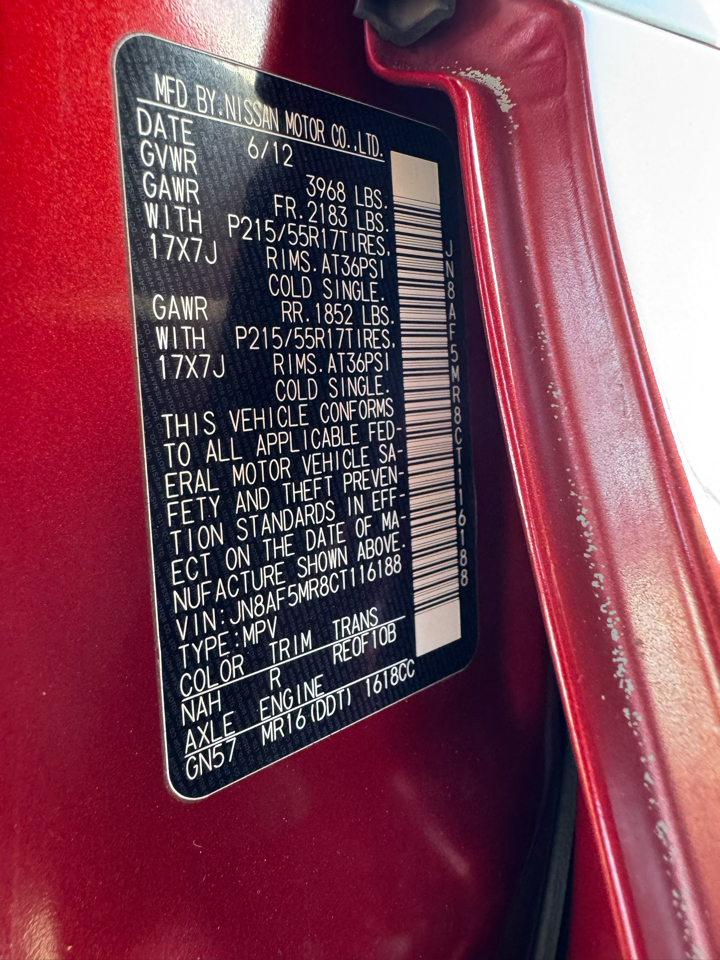 MFD BY.NISSAN MOTOR CO.,LTD.
DATE 6/12
GVWR 3968 LBS.
GAWR FR.2183 LBS.
WITH P215/55R17TIRES,
17X7J RIMS.AT36PSI
COLD SINGLE.
GAWR RR.1852 LBS.
WITH P215/55R17TIRES,
17X7J RIMS.AT36PSI
COLD SINGLE.
THIS VEHICLE CONFORMS
TO ALL APPLICABLE FED-
ERAL MOTOR VEHICLE SA-
FETY AND THEFT PREVEN-
TION STANDARDS IN EFF-
ECT ON THE DATE OF MA-
NUFACTURE SHOWN ABOVE.
VIN:JN8AF5MR8CT116188
TYPE:MPV
COLOR TRIM TRANS
NAH R REOF10B
AXLE ENGINE
GN57 MR16(DDT) 1618CC
JN8AF5MR8CT116188